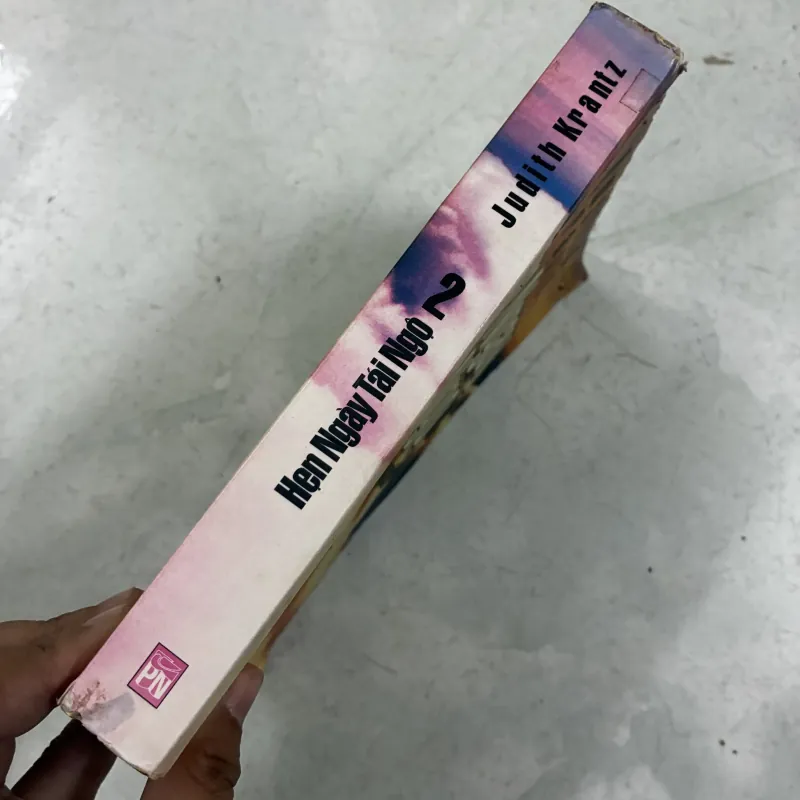 Judith Krantz
Hẹn Ngày Tái Ngộ 2
PN